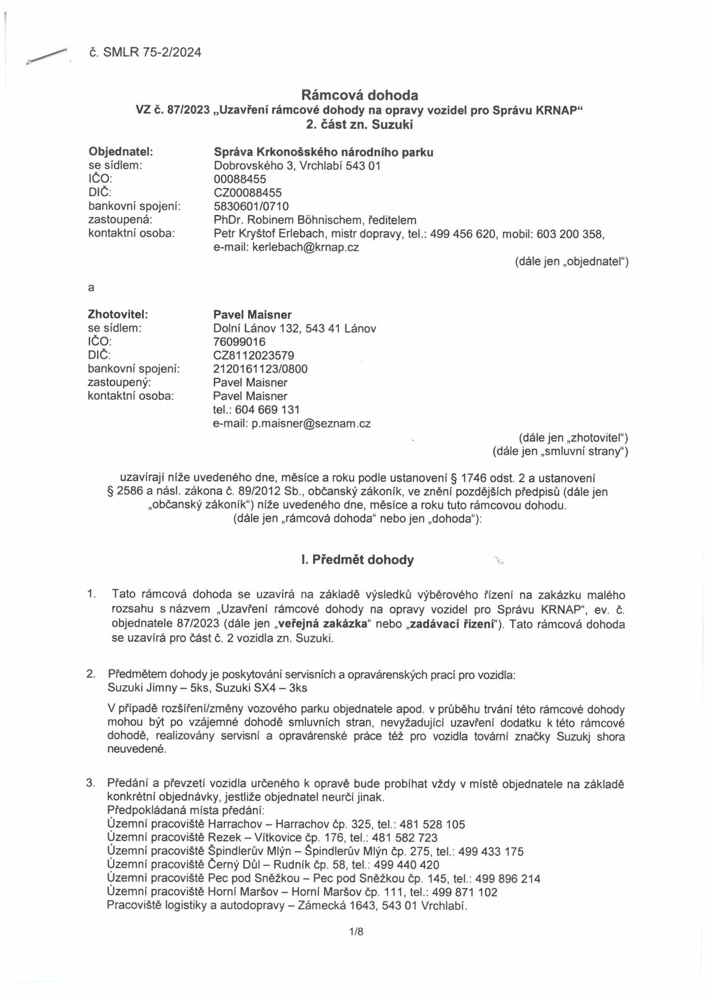 č. SMLR 75-2/2024
Rámcová dohoda
VZ č. 87/2023 „Uzavření rámcové dohody na opravy vozidel pro Správu KRNAP“
2. část zn. Suzuki
Objednatel: Správa Krkonošského národního parku
se sídlem: Dobrovského 3, Vrchlabí 543 01
IČO: 00088455
DIČ: CZ00088455
bankovní spojení: 5830601/0710
zastoupená: PhDr. Robinem Böhnischem, ředitelem
kontaktní osoba: Petr Kryštof Erlebach, mistr dopravy, tel.: 499 456 620, mobil: 603 200 358,
e-mail: kerlebach@krnap.cz
(dále jen „objednatel“)
a
Zhotovitel: Pavel Maisner
se sídlem: Dolní Lánov 132, 543 41 Lánov
IČO: 76099016
DIČ: CZ8112023579
bankovní spojení: 2120161123/0800
zastoupený: Pavel Maisner
kontaktní osoba: Pavel Maisner
tel.: 604 669 131
e-mail: p.maisner@seznam.cz
(dále jen „zhotovitel“)
(dále jen „smluvní strany“)
uzavírají níže uvedeného dne, měsíce a roku podle ustanovení § 1746 odst. 2 a ustanovení
§ 2586 a násl. zákona č. 89/2012 Sb., občanský zákoník, ve znění pozdějších předpisů (dále jen
„občanský zákoník“) níže uvedeného dne, měsíce a roku tuto rámcovou dohodu.
(dále jen „rámcová dohoda“ nebo jen „dohoda“):
I. Předmět dohody
1. Tato rámcová dohoda se uzavírá na základě výsledků výběrového řízení na zakázku malého
rozsahu s názvem „Uzavření rámcové dohody na opravy vozidel pro Správu KRNAP“, ev. č.
objednatele 87/2023 (dále jen „veřejná zakázka“ nebo „zadávací řízení“). Tato rámcová dohoda
se uzavírá pro část č. 2 vozidla zn. Suzuki.
2. Předmětem dohody je poskytování servisních a opravárenských prací pro vozidla:
Suzuki Jimny – 5ks, Suzuki SX4 – 3ks
V případě rozšíření/změny vozového parku objednatele apod. v průběhu trvání této rámcové dohody
mohou být po vzájemné dohodě smluvních stran, nevyžadující uzavření dodatku k této rámcové
dohodě, realizovány servisní a opravárenské práce též pro vozidla tovární značky Suzukj shora
neuvedené.
3. Předání a převzetí vozidla určeného k opravě bude probíhat vždy v místě objednatele na základě
konkrétní objednávky, jestliže objednatel neurčí jinak.
Předpokládaná místa předání:
Územní pracoviště Harrachov – Harrachov čp. 325, tel.: 481 528 105
Územní pracoviště Rezek – Vítkovice čp. 176, tel.: 481 582 723
Územní pracoviště Špindlerův Mlýn – Špindlerův Mlýn čp. 275, tel.: 499 433 175
Územní pracoviště Černý Důl – Rudník čp. 58, tel.: 499 440 420
Územní pracoviště Pec pod Sněžkou – Pec pod Sněžkou čp. 145, tel.: 499 896 214
Územní pracoviště Horní Maršov – Horní Maršov čp. 111, tel.: 499 871 102
Pracoviště logistiky a autodopravy – Zámecká 1643, 543 01 Vrchlabí.
1/8